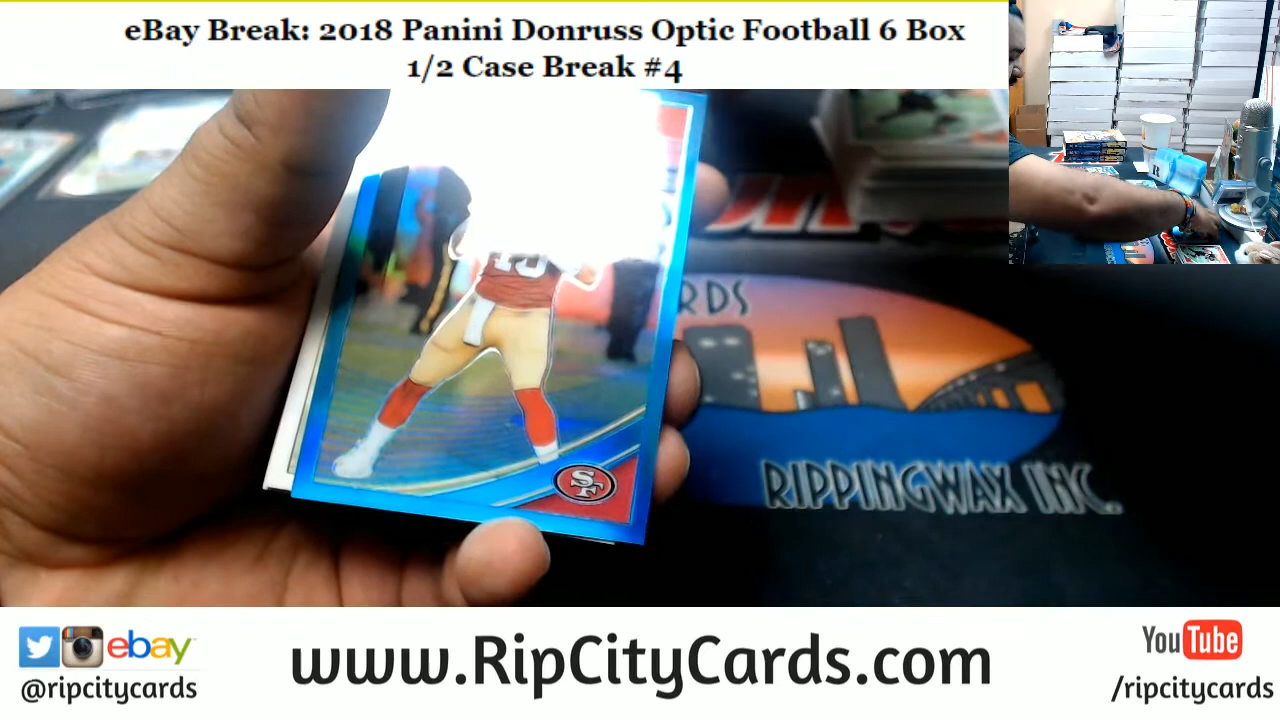 eBay Break: 2018 Panini Donruss Optic Football 6 Box
1/2 Case Break #4
RDS
RIPPINGWAX INC.
SF
ebay
@ripcitycards
www.RipCityCards.com
YouTube
/ripcitycards